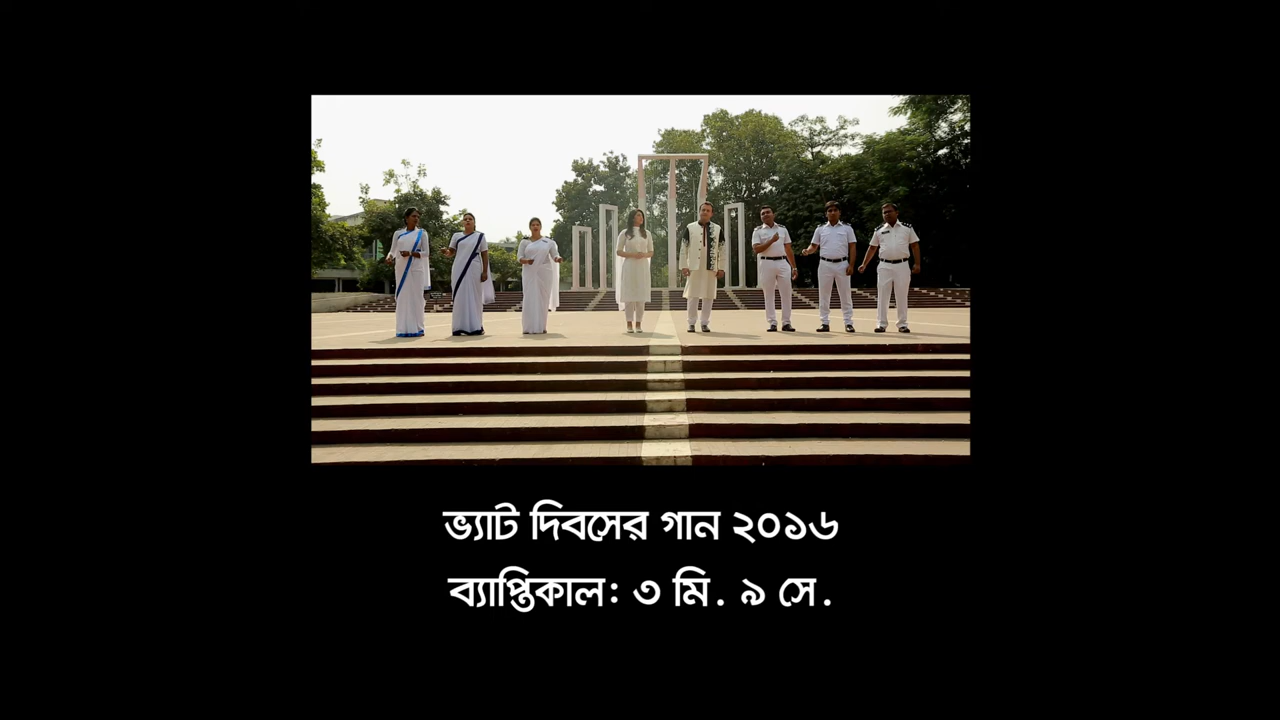 ভ্যাট দিবসের গান ২০১৬
ব্যাপ্তিকাল: ৩ মি. ৯ সে.